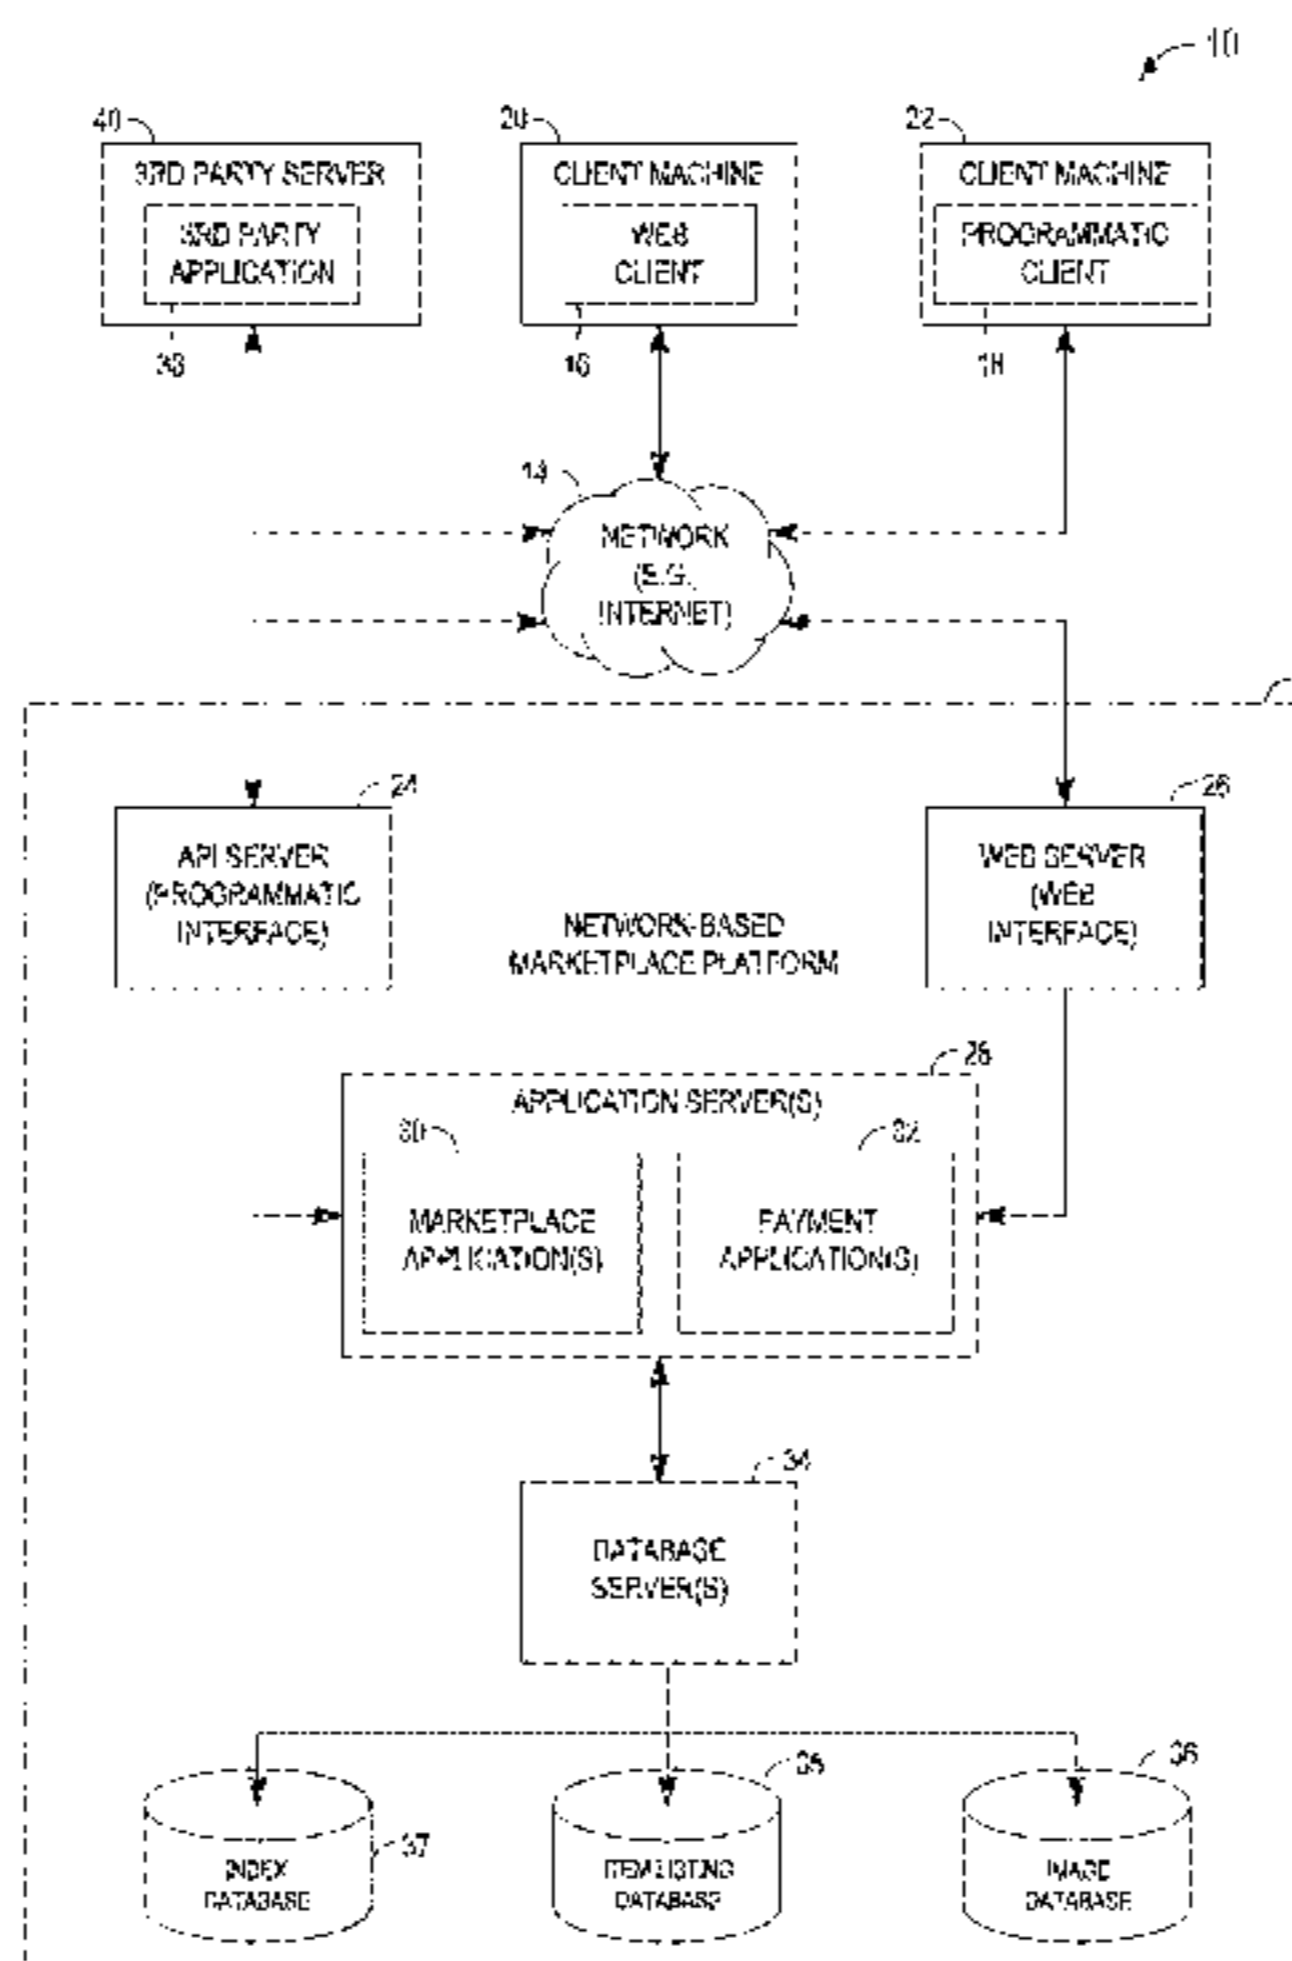 10
40
3RD PARTY SERVER
3RD PARTY
APPLICATION
20
CLIENT MACHINE
WEB
CLIENT
16
22
CLIENT MACHINE
PROGRAMMATIC
CLIENT
18
14
NETWORK
(E.G.,
INTERNET)
24
API SERVER
(PROGRAMMATIC
INTERFACE)
NETWORK-BASED
MARKETPLACE PLATFORM
26
WEB SERVER
(WEB
INTERFACE)
28
APPLICATION SERVER(S)
30
MARKETPLACE
APPLICATION(S)
32
PAYMENT
APPLICATION(S)
34
DATABASE
SERVER(S)
37
INDEX
DATABASE
35
ITEM LISTING
DATABASE
36
IMAGE
DATABASE